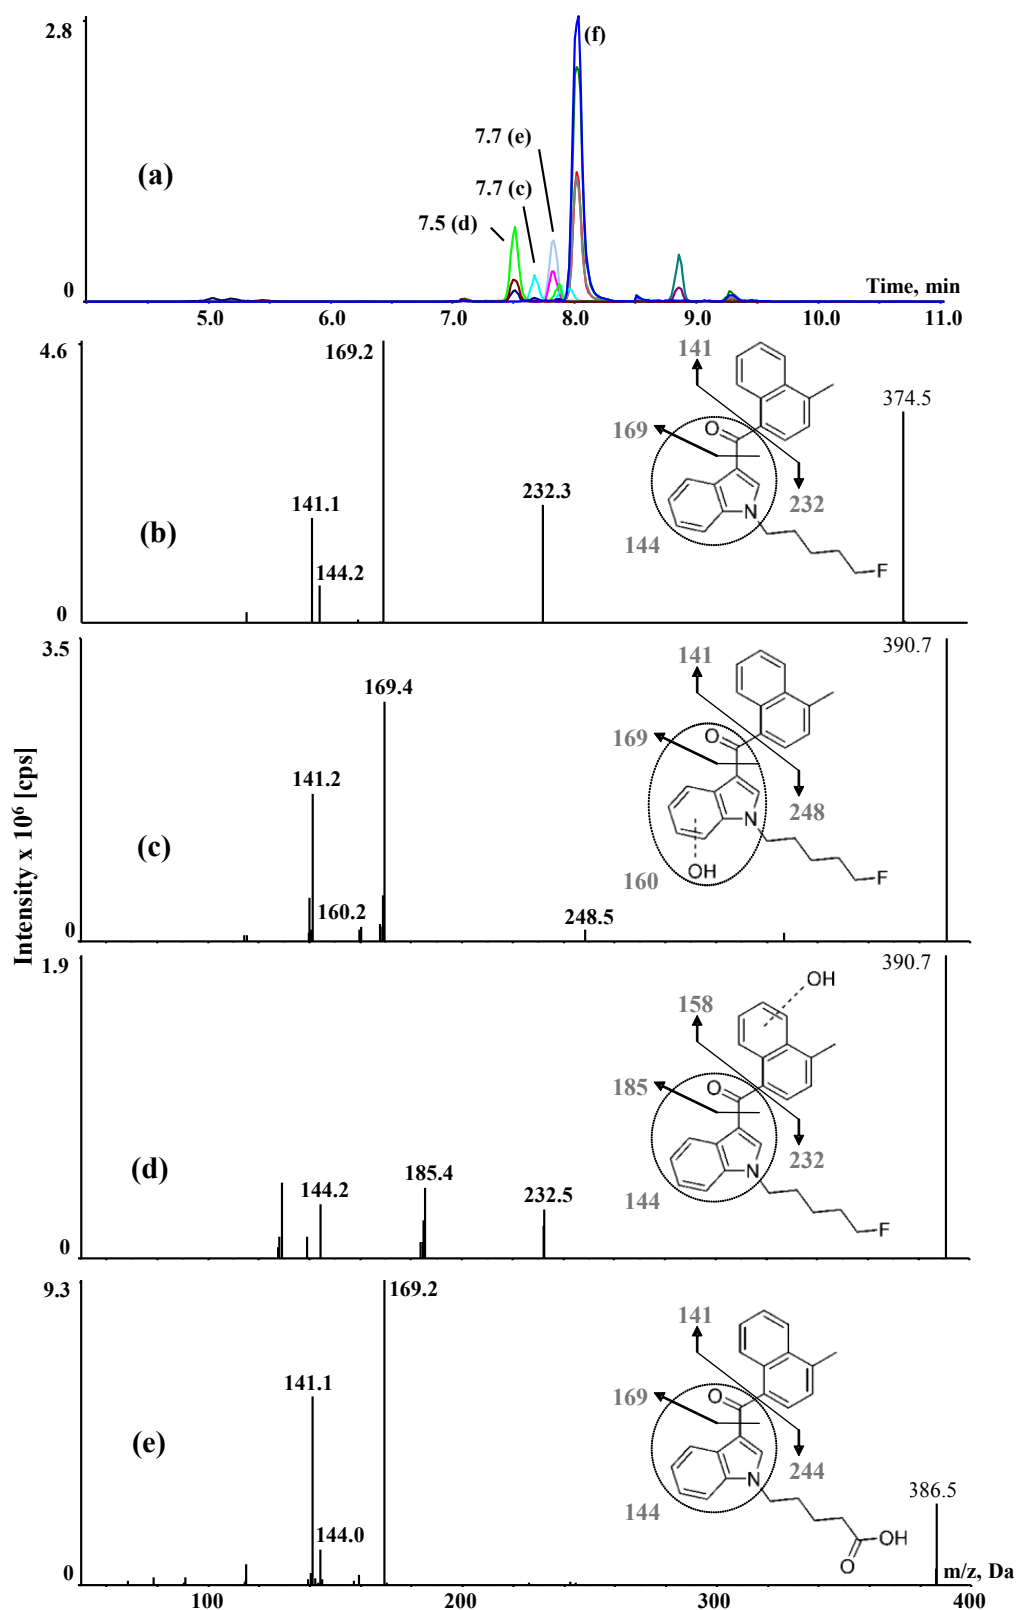 2.8
(f)
7.7 (e)
(a)
7.7 (c)
7.5 (d)
0
Time, min
5.0 6.0 7.0 8.0 9.0 10.0 11.0
4.6
169.2
141
374.5
O
169
141.1
232.3
232
(b)
144.2
144
N
F
0
3.5
390.7
141
169.4
O
169
141.2
248
N
(c)
160.2
160
OH
F
248.5
0
Intensity x 10⁶ [cps]
1.9
390.7
OH
158
O
185
(d)
144.2
185.4
232.5
232
144
N
F
0
9.3
169.2
141
141.1
O
169
(e)
244
N
144
144.0
386.5
OH
O
0
m/z, Da
100 200 300 400